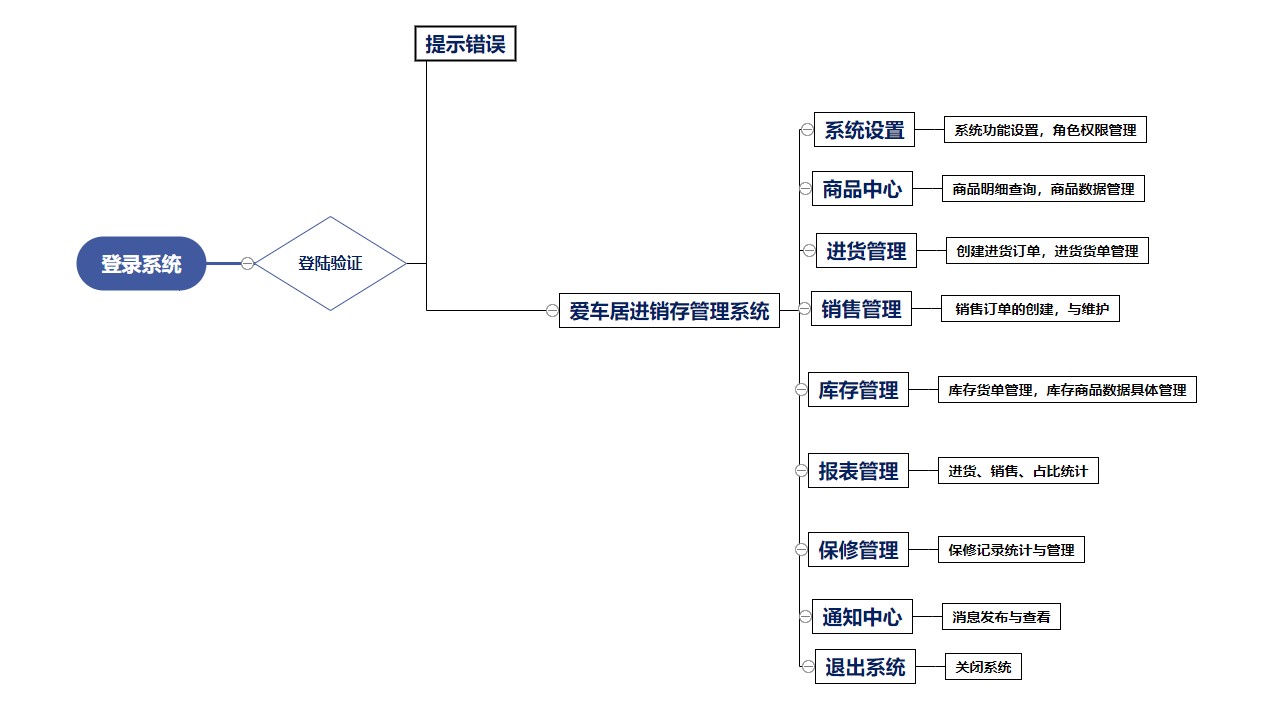 提示错误
登录系统
登陆验证
爱车居进销存管理系统
系统设置
系统功能设置，角色权限管理
商品中心
商品明细查询，商品数据管理
进货管理
创建进货订单，进货货单管理
销售管理
销售订单的创建，与维护
库存管理
库存货单管理，库存商品数据具体管理
报表管理
进货、销售、占比统计
保修管理
保修记录统计与管理
通知中心
消息发布与查看
退出系统
关闭系统